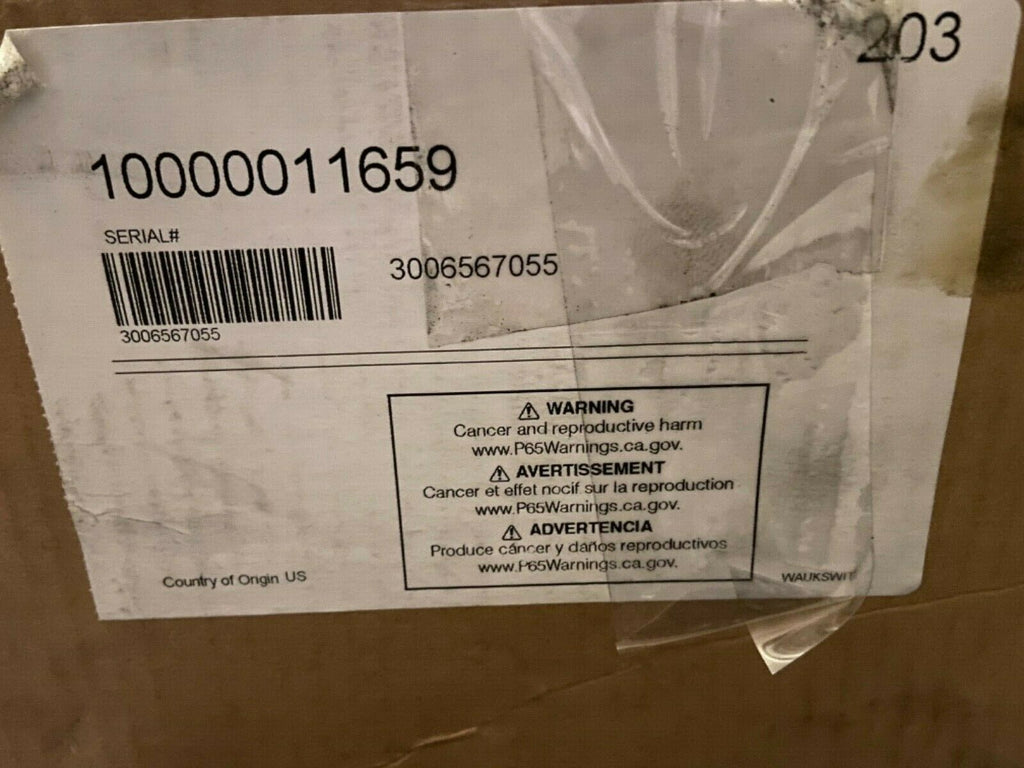 203
10000011659
SERIAL#
3006567055
3006567055
WARNING
Cancer and reproductive harm
www.P65Warnings.ca.gov.
AVERTISSEMENT
Cancer et effet nocif sur la reproduction
www.P65Warnings.ca.gov.
ADVERTENCIA
Produce cáncer y daños reproductivos
www.P65Warnings.ca.gov.
Country of Origin US
WAUKSWIT